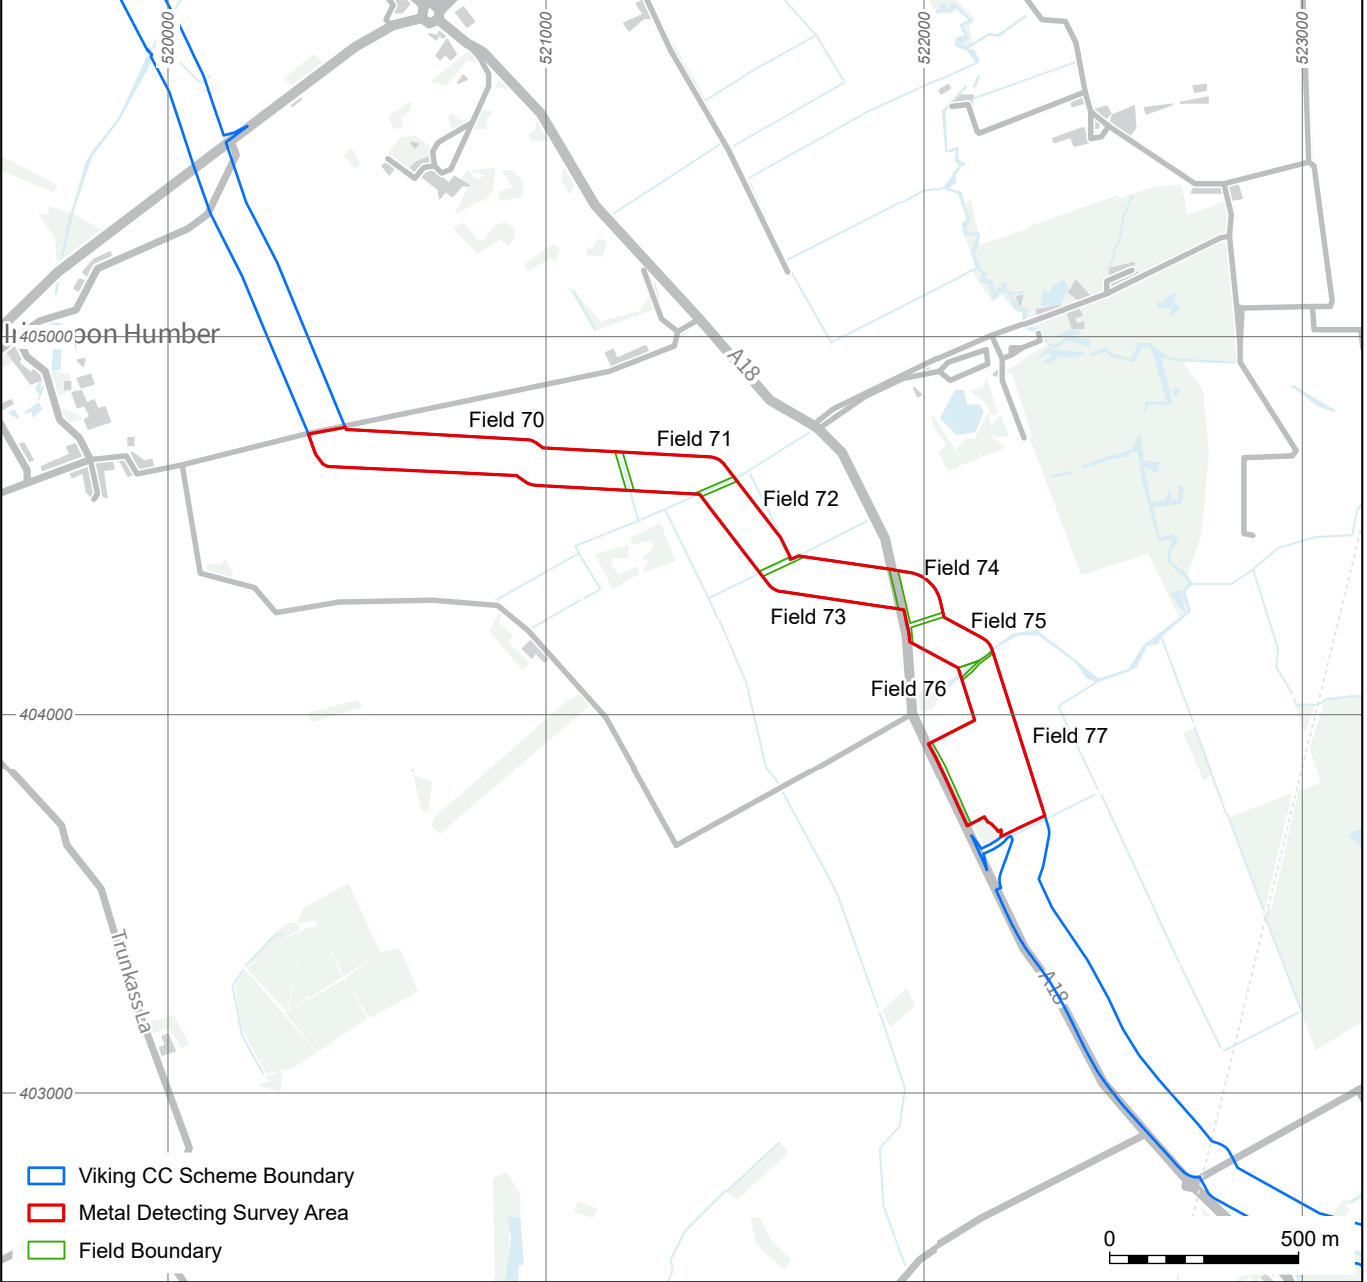 520000
521000
522000
523000
405000
pon Humber
A18
Field 70
Field 71
Field 72
Field 74
Field 73
Field 75
Field 76
404000
Field 77
Trunkass La
A18
403000
Viking CC Scheme Boundary
Metal Detecting Survey Area
Field Boundary
0
500 m